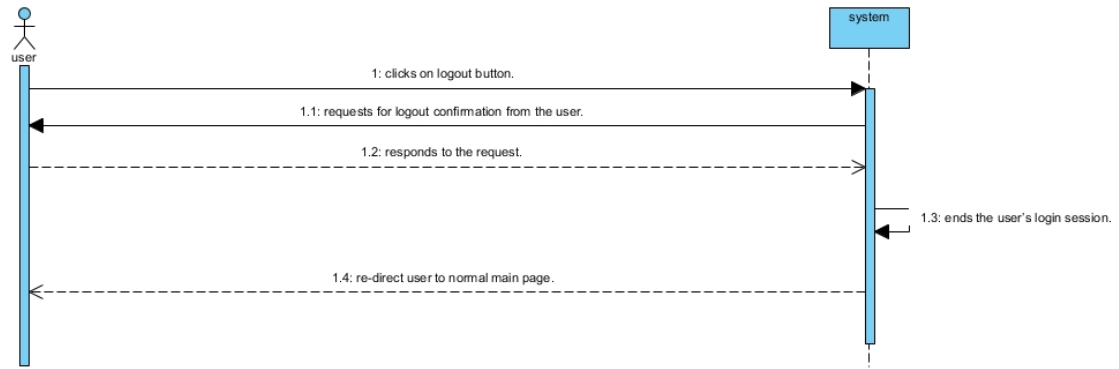 user
system
1: clicks on logout button.
1.1: requests for logout confirmation from the user.
1.2: responds to the request.
1.3: ends the user's login session.
1.4: re-direct user to normal main page.